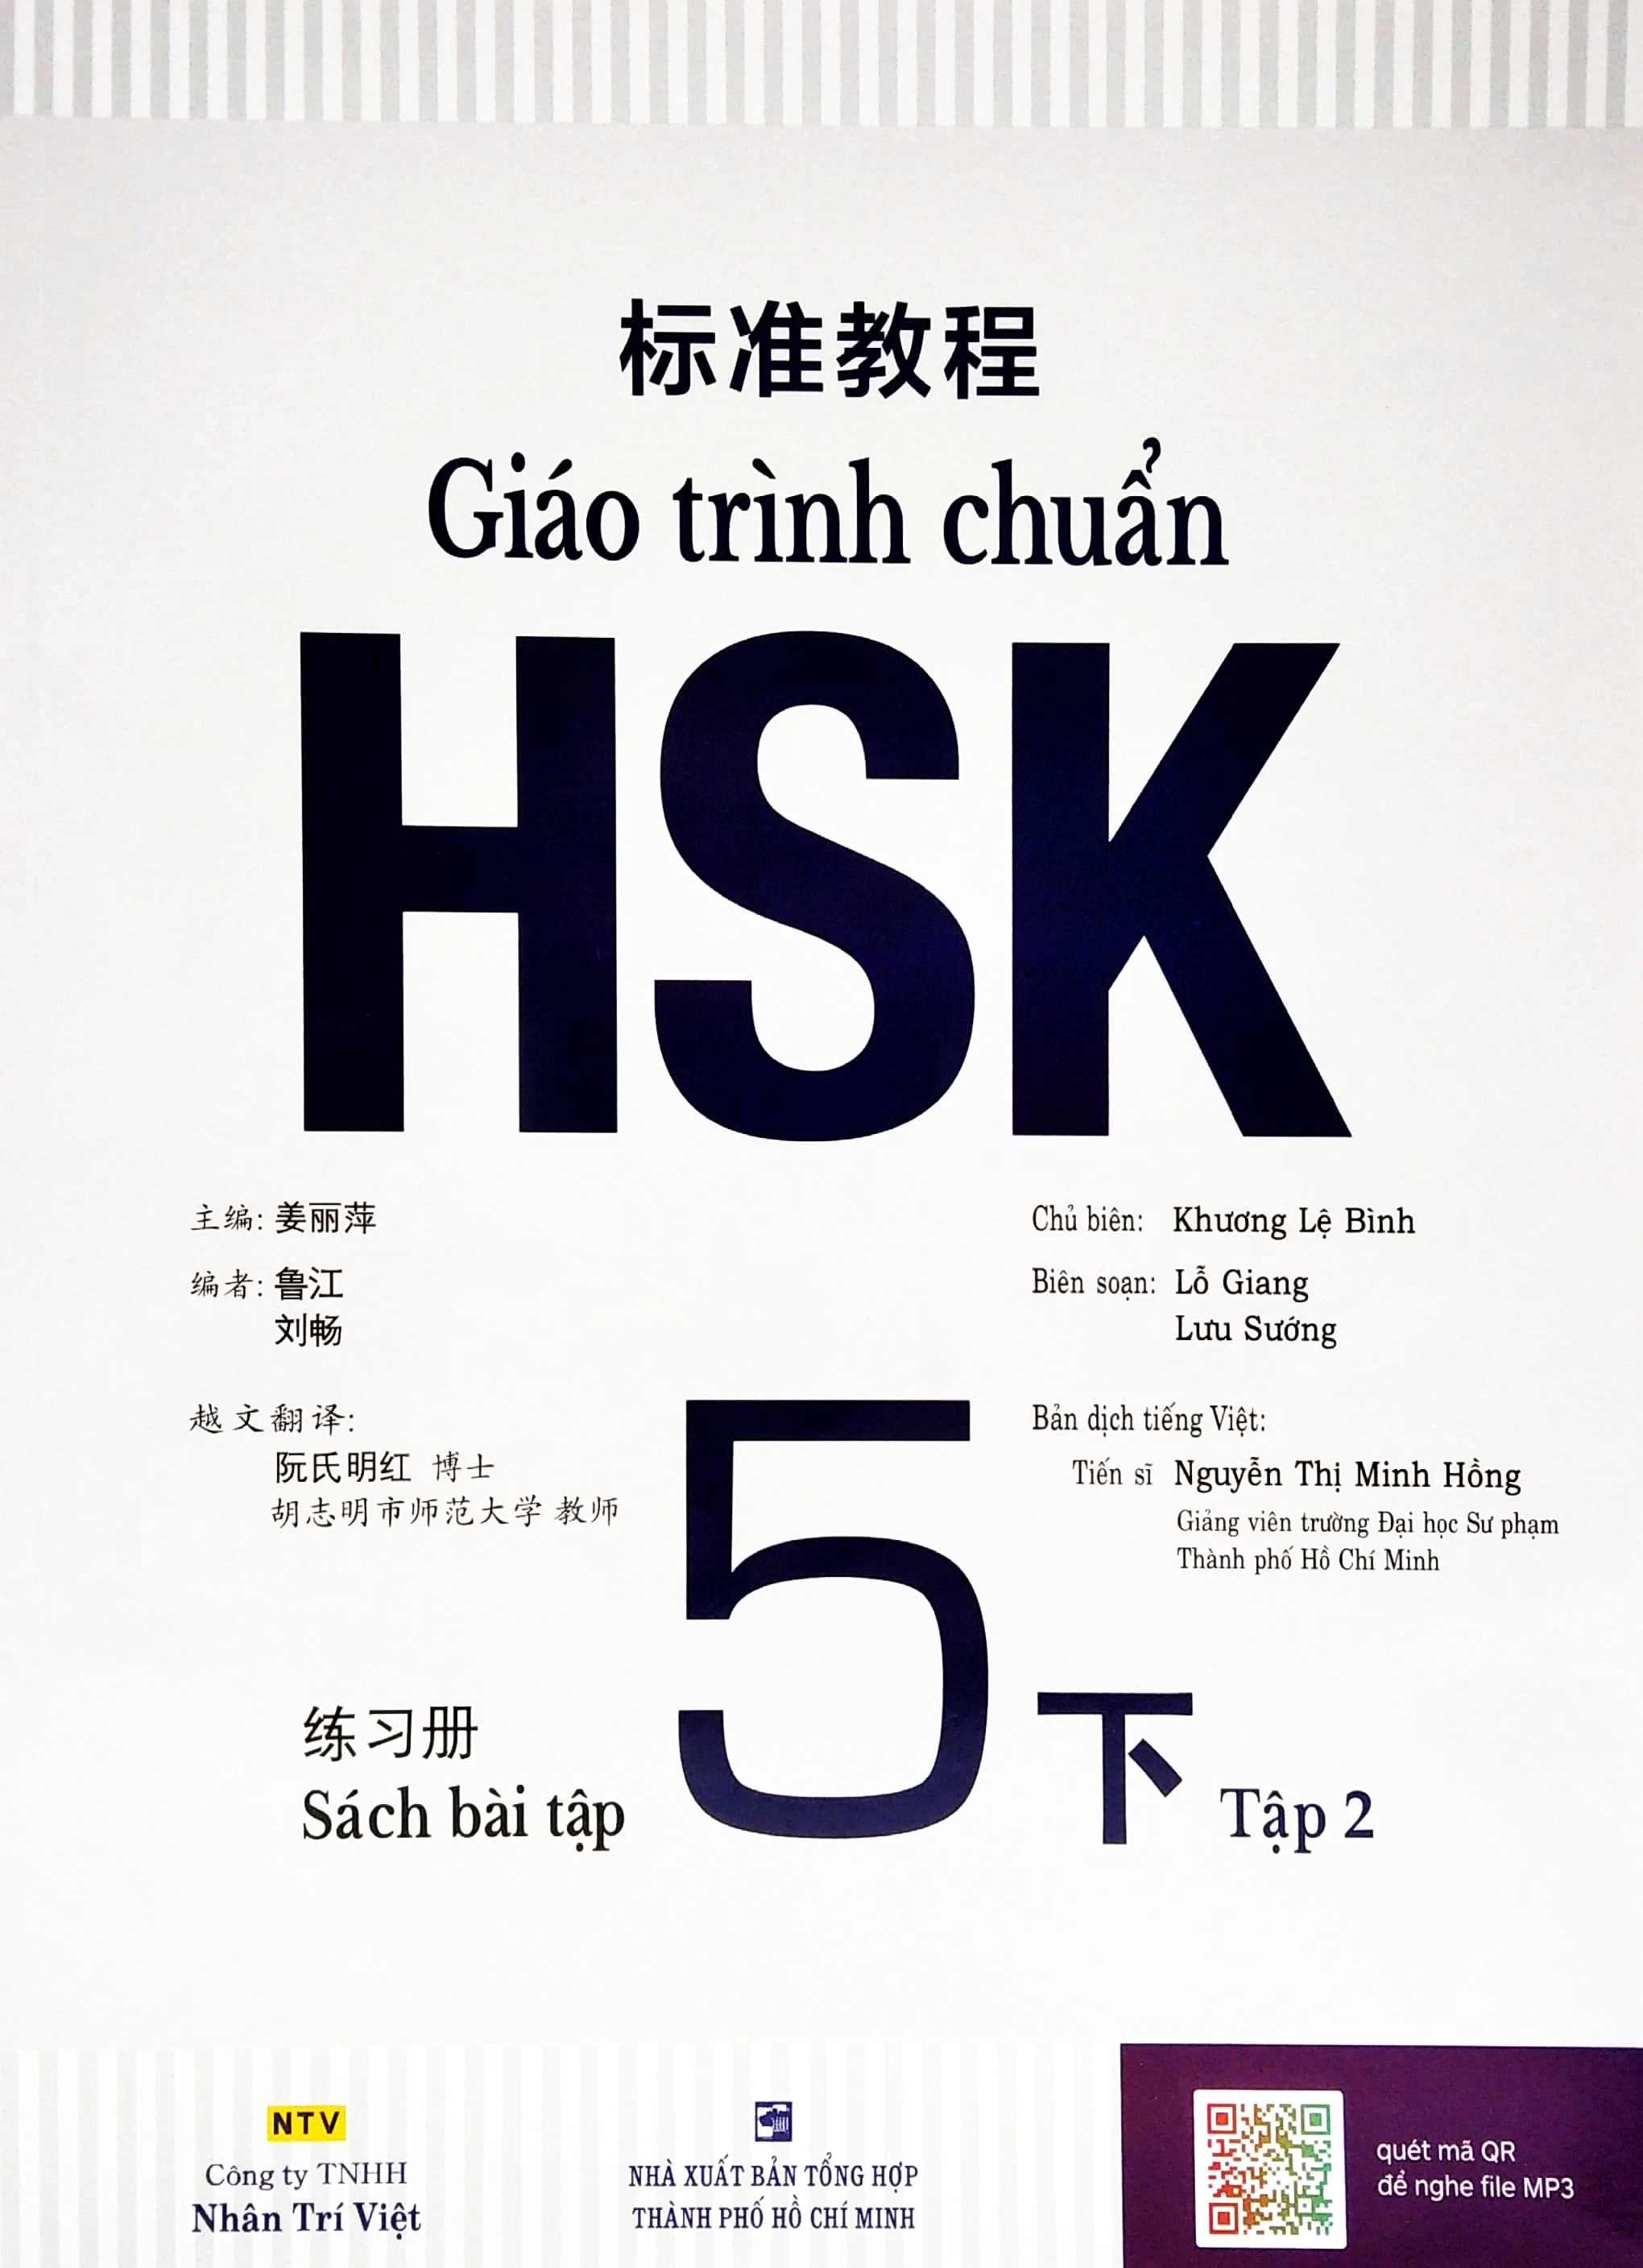 标准教程
Giáo trình chuẩn
HSK
主编: 姜丽萍
编者: 鲁江
刘畅
越文翻译:
阮氏明红 博士
胡志明市师范大学 教师
Chủ biên: Khương Lệ Bình
Biên soạn: Lỗ Giang
Lưu Sướng
Bản dịch tiếng Việt:
Tiến sĩ Nguyễn Thị Minh Hồng
Giảng viên trường Đại học Sư phạm
Thành phố Hồ Chí Minh
练习册
Sách bài tập
5下 Tập 2
NTV
Công ty TNHH
Nhân Trí Việt
NHÀ XUẤT BẢN TỔNG HỢP
THÀNH PHỐ HỒ CHÍ MINH
quét mã QR
để nghe file MP3